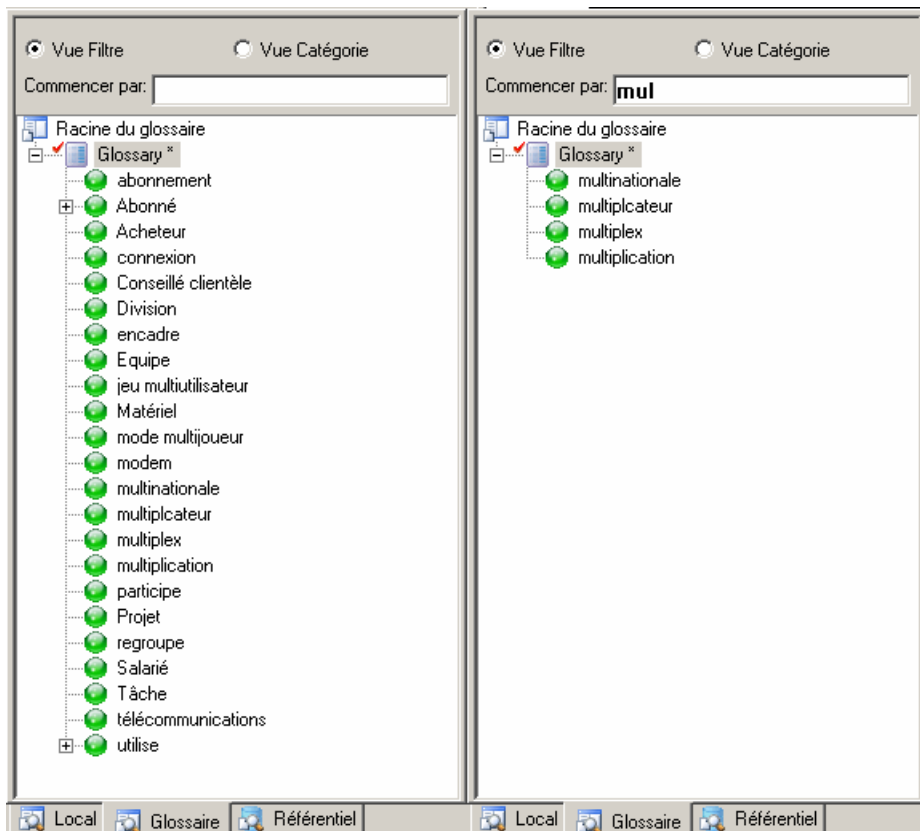 Vue Filtre Vue Catégorie
Commencer par:
Racine du glossaire
Glossary *
abonnement
Abonné
Acheteur
connexion
Conseillé clientèle
Division
encadre
Equipe
jeu multiutilisateur
Matériel
mode multijoueur
modem
multinationale
multiplcateur
multiplex
multiplication
participe
Projet
regroupe
Salarié
Tâche
télécommunications
utilise
Local Glossaire Référentiel
Vue Filtre Vue Catégorie
Commencer par: mul
Racine du glossaire
Glossary *
multinationale
multiplcateur
multiplex
multiplication
Local Glossaire Référentiel